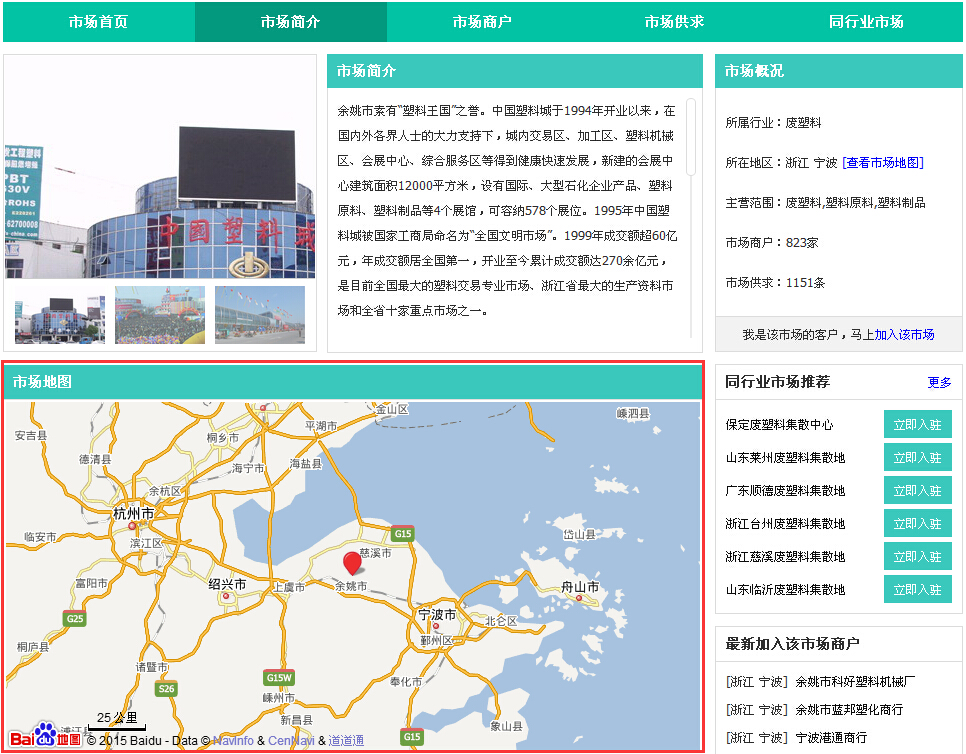 市场首页
市场简介
市场商户
市场供求
同行业市场
中國塑料城
市场简介
余姚市素有“塑料王国”之誉。中国塑料城于1994年开业以来，在
国内外各界人士的大力支持下，城内交易区、加工区、塑料机械
区、会展中心、综合服务区等得到健康快速发展，新建的会展中
心建筑面积12000平方米，设有国际、大型石化企业产品、塑料
原料、塑料制品等4个展馆，可容纳578个展位。1995年中国塑
料城被国家工商局命名为“全国文明市场”。1999年成交额超60亿
元，年成交额居全国第一，开业至今累计成交额达270余亿元，
是目前全国最大的塑料交易专业市场、浙江省最大的生产资料市
场和全省十家重点市场之一。
市场概况
所属行业：废塑料
所在地区：浙江 宁波 [查看市场地图]
主营范围：废塑料,塑料原料,塑料制品
市场商户：823家
市场供求：1151条
我是该市场的客户，马上加入该市场
市场地图
金山区
嵊泗县
平湖市
安吉县
桐乡市
德清县
海宁市
海盐县
余杭区
杭州市
临安市
滨江区
G15
岱山县
慈溪市
富阳市
绍兴市
上虞市
余姚市
舟山市
G25
宁波市
北仑区
鄞州区
桐庐县
诸暨市
G15W
奉化市
S26
嵊州市
新昌县
象山县
25 公里
浦江县
G15
Bai du 地图
© 2015 Baidu - Data © NavInfo & CenNavi & 道道通
同行业市场推荐
更多
保定废塑料集散中心
立即入驻
山东莱州废塑料集散地
立即入驻
广东顺德废塑料集散地
立即入驻
浙江台州废塑料集散地
立即入驻
浙江慈溪废塑料集散地
立即入驻
山东临沂废塑料集散地
立即入驻
最新加入该市场商户
[浙江 宁波] 余姚市科好塑料机械厂
[浙江 宁波] 余姚市蓝邦塑化商行
[浙江 宁波] 宁波港通商行